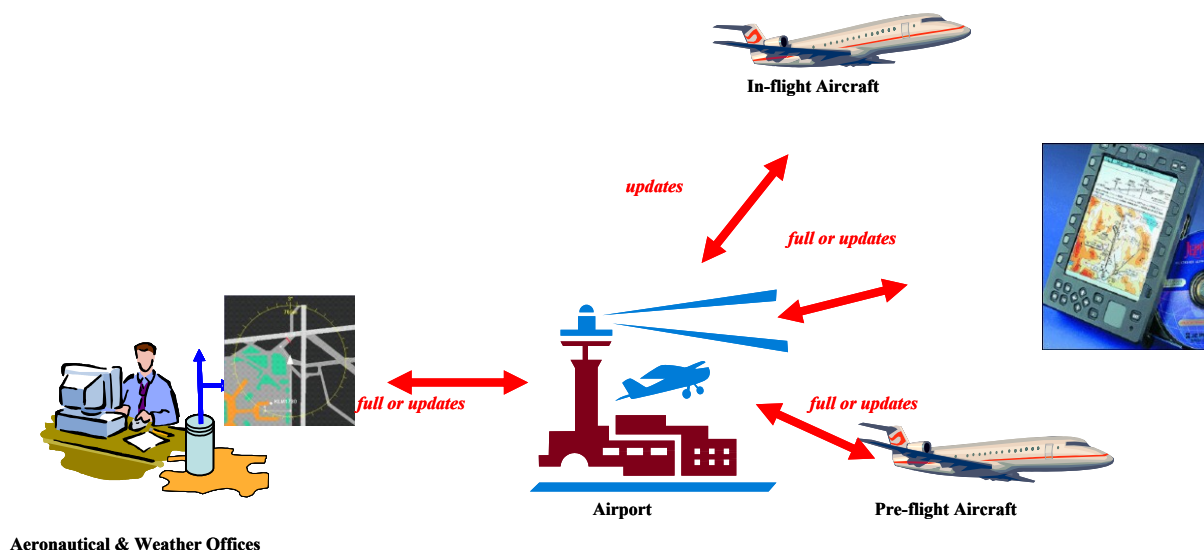 In-flight Aircraft
updates
full or updates
full or updates
full or updates
Airport
Pre-flight Aircraft
Aeronautical & Weather Offices